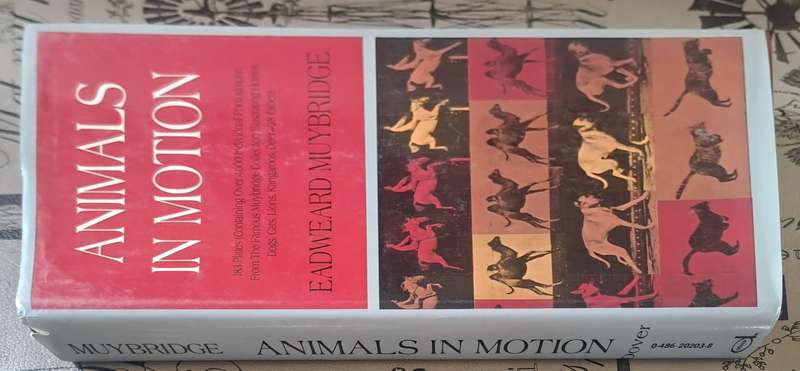 ANIMALS
IN MOTION
183 Plates Containing Over 4,000 Individual Photographs
From The Famous Muybridge Collection, Featuring Horses,
Dogs, Cats, Lions, Kangaroos, Deer—34 Kinds
EADWEARD MUYBRIDGE
MUYBRIDGE ANIMALS IN MOTION Dover 0-486-20203-8